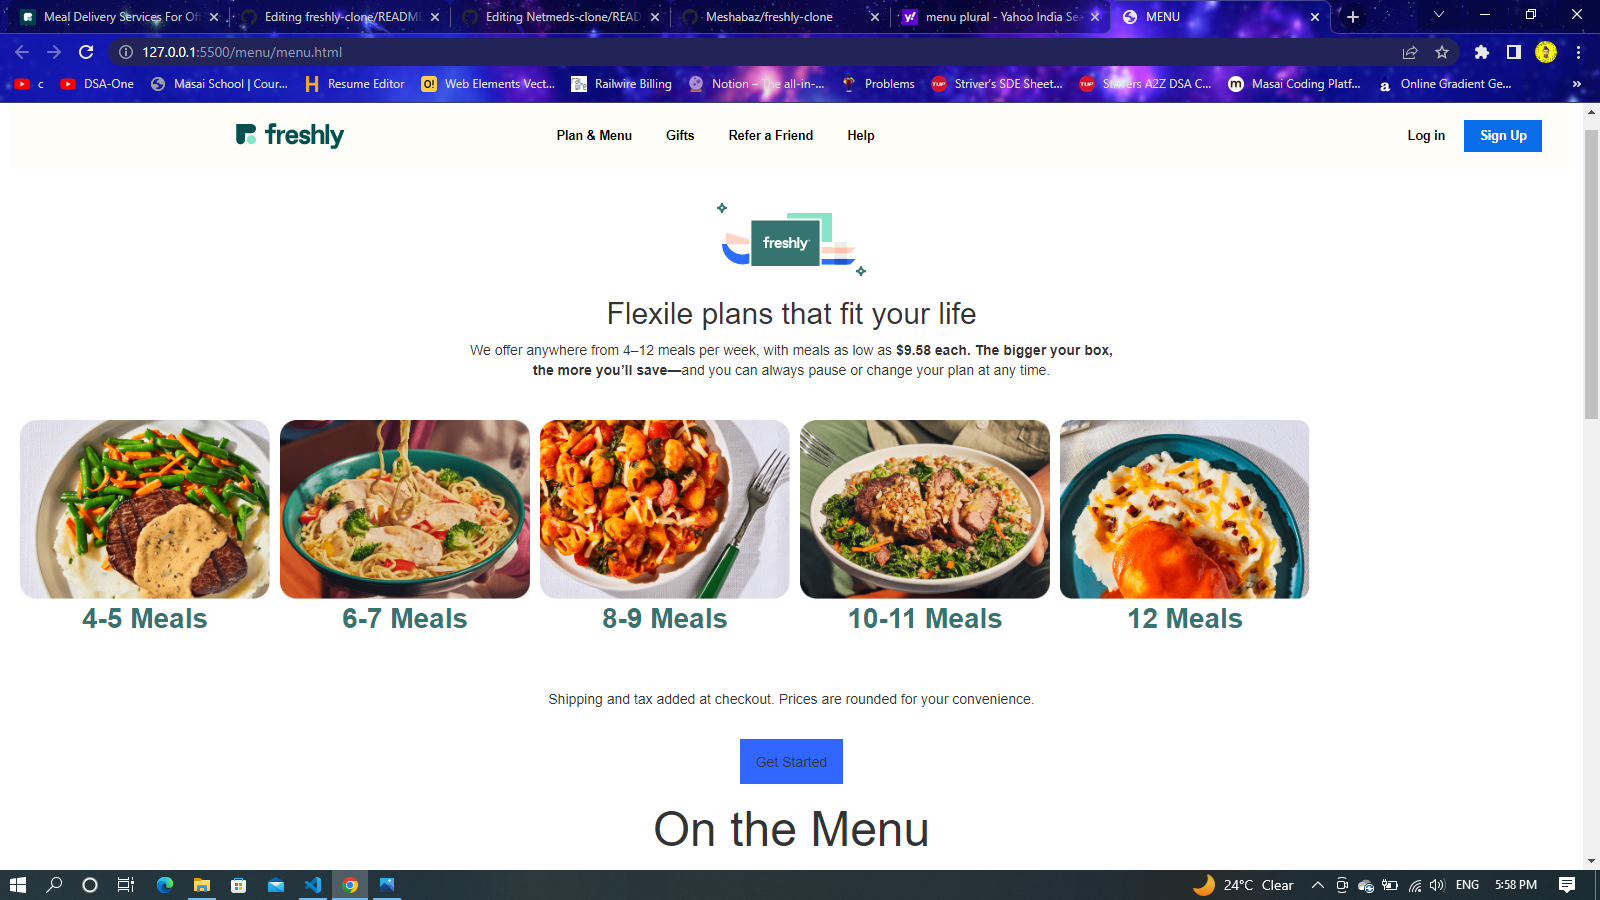 Meal Delivery Services For Of
Editing freshly-clone/READM
Editing Netmeds-clone/READ
Meshabaz/freshly-clone
menu plural - Yahoo India Se
MENU
127.0.0.1:5500/menu/menu.html
c
DSA-One
Masai School | Cour...
Resume Editor
Web Elements Vect...
Railwire Billing
Notion – The all-in-...
Problems
Striver's SDE Sheet...
Strivers A2Z DSA C...
Masai Coding Platf...
Online Gradient Ge...
freshly
Plan & Menu
Gifts
Refer a Friend
Help
Log in
Sign Up
freshly
Flexile plans that fit your life
We offer anywhere from 4–12 meals per week, with meals as low as $9.58 each. The bigger your box,
the more you’ll save—and you can always pause or change your plan at any time.
4-5 Meals
6-7 Meals
8-9 Meals
10-11 Meals
12 Meals
Shipping and tax added at checkout. Prices are rounded for your convenience.
Get Started
On the Menu
24°C Clear
ENG
5:58 PM